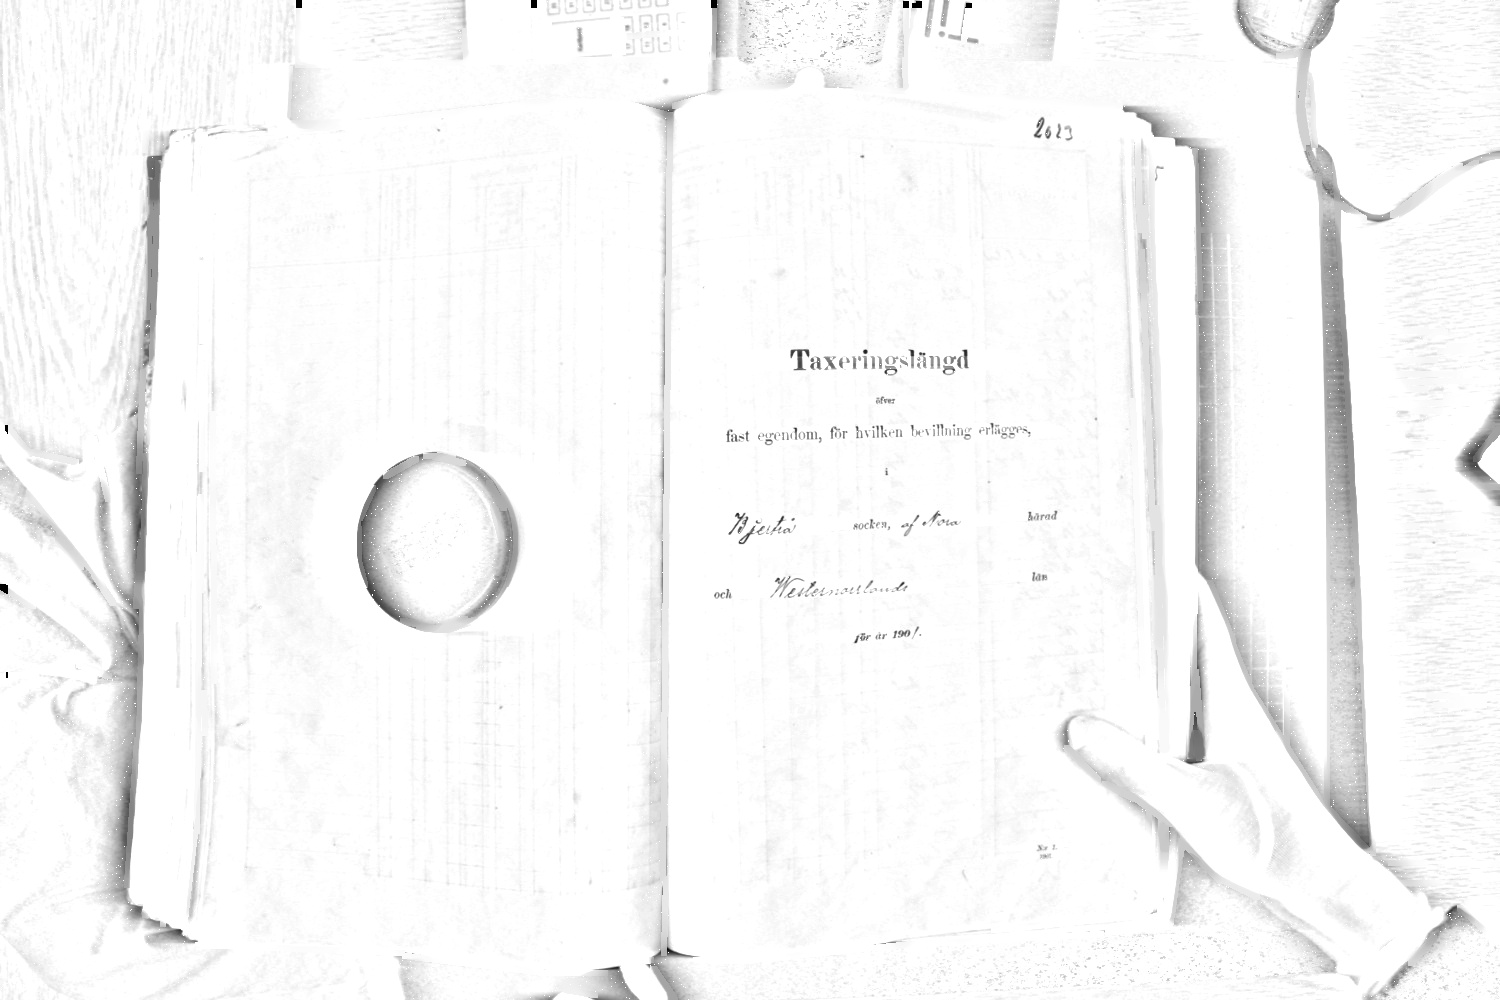 2023
Taxeringslängd
öfver
fast egendom, för hvilken bevillning erlägges,
i
Bjertrå socken, af Nora härad
och Westernorrlands län
för år 1901.
N:r 1.
1901.